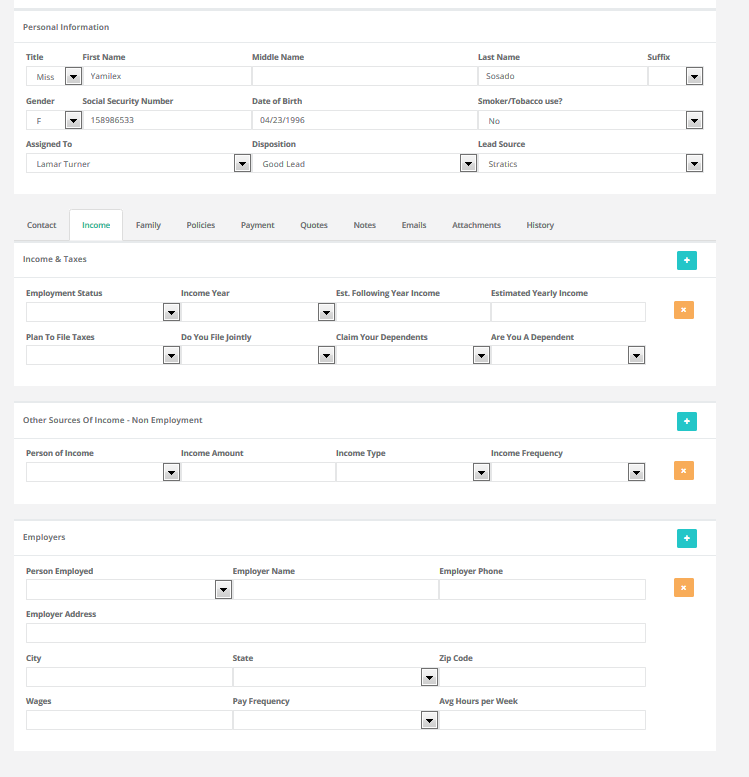 Personal Information
Title First Name Middle Name Last Name Suffix
Miss Yamilex Sosado
Gender Social Security Number Date of Birth Smoker/Tobacco use?
F 158986533 04/23/1996 No
Assigned To Disposition Lead Source
Lamar Turner Good Lead Stratics
Contact Income Family Policies Payment Quotes Notes Emails Attachments History
Income & Taxes
Employment Status Income Year Est. Following Year Income Estimated Yearly Income
Plan To File Taxes Do You File Jointly Claim Your Dependents Are You A Dependent
Other Sources Of Income - Non Employment
Person of Income Income Amount Income Type Income Frequency
Employers
Person Employed Employer Name Employer Phone
Employer Address
City State Zip Code
Wages Pay Frequency Avg Hours per Week